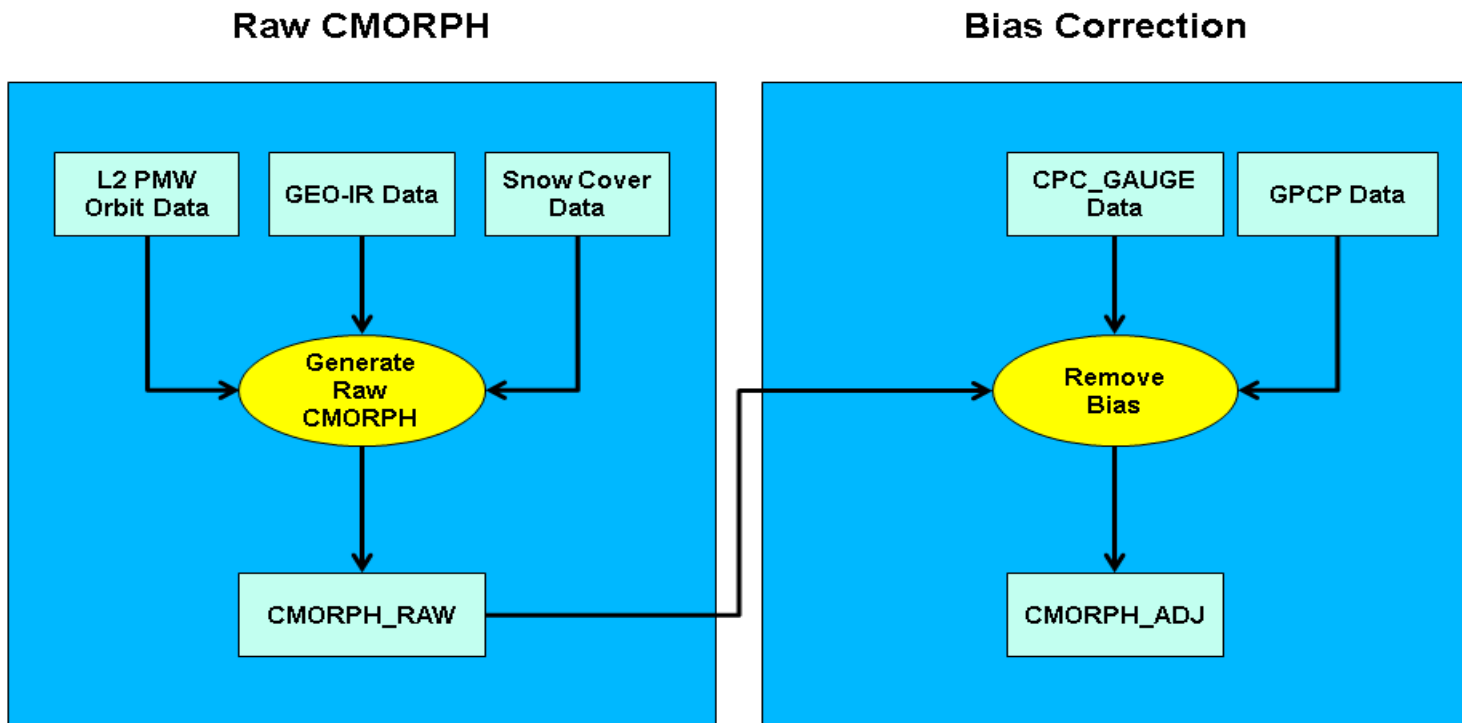 Raw CMORPH
Bias Correction
L2 PMW
Orbit Data
GEO-IR Data
Snow Cover
Data
CPC_GAUGE
Data
GPCP Data
Generate
Raw
CMORPH
Remove
Bias
CMORPH_RAW
CMORPH_ADJ